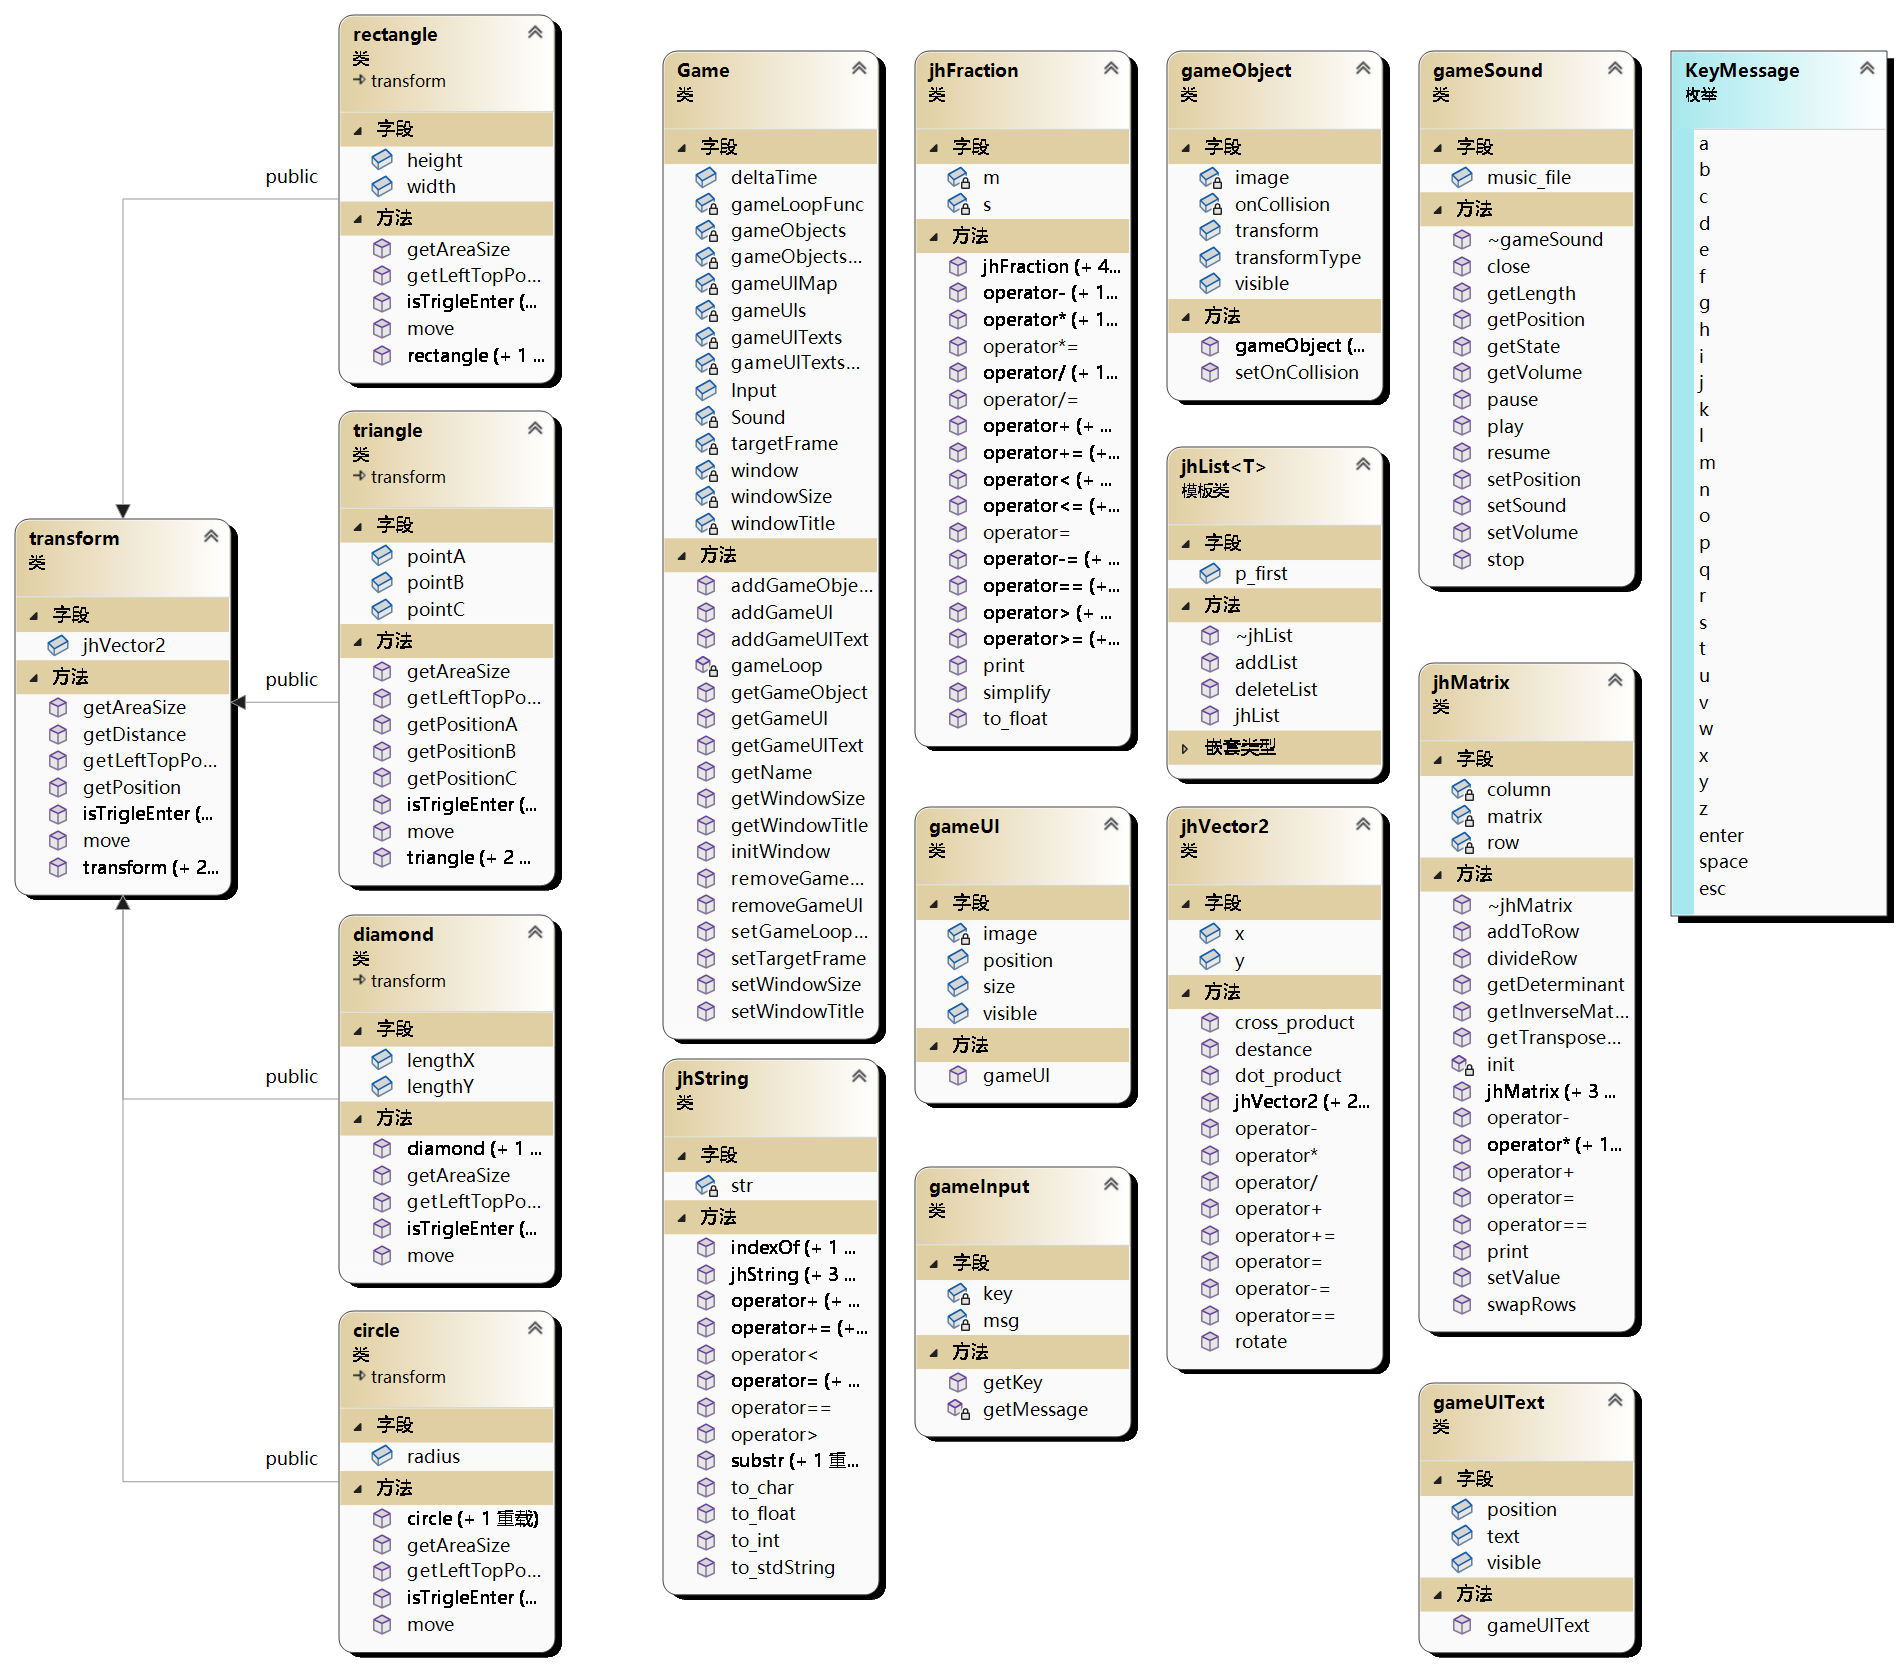 rectangle
类
transform
字段
height
width
方法
getAreaSize
getLeftTopPo...
isTrigleEnter (...
move
rectangle (+ 1 ...
public
triangle
类
transform
字段
pointA
pointB
pointC
方法
getAreaSize
getLeftTopPo...
getPositionA
getPositionB
getPositionC
isTrigleEnter (...
move
triangle (+ 2 ...
public
transform
类
字段
jhVector2
方法
getAreaSize
getDistance
getLeftTopPo...
getPosition
isTrigleEnter (...
move
transform (+ 2...
diamond
类
transform
字段
lengthX
lengthY
方法
diamond (+ 1 ...
getAreaSize
getLeftTopPo...
isTrigleEnter (...
move
public
circle
类
transform
字段
radius
方法
circle (+ 1 重载)
getAreaSize
getLeftTopPo...
isTrigleEnter (...
move
public
Game
类
字段
deltaTime
gameLoopFunc
gameObjects
gameObjects...
gameUIMap
gameUIs
gameUITexts
gameUITexts...
Input
Sound
targetFrame
window
windowSize
windowTitle
方法
addGameObje...
addGameUI
addGameUIText
gameLoop
getGameObject
getGameUI
getGameUIText
getName
getWindowSize
getWindowTitle
initWindow
removeGame...
removeGameUI
setGameLoop...
setTargetFrame
setWindowSize
setWindowTitle
jhString
类
字段
str
方法
indexOf (+ 1 ...
jhString (+ 3 ...
operator+ (+ ...
operator+= (+...
operator<
operator= (+ ...
operator==
operator>
substr (+ 1 重...
to_char
to_float
to_int
to_stdString
jhFraction
类
字段
m
s
方法
jhFraction (+ 4...
operator- (+ 1...
operator* (+ 1...
operator*=
operator/ (+ 1...
operator/=
operator+ (+ ...
operator+= (+...
operator< (+ ...
operator<= (+...
operator=
operator-= (+ ...
operator== (+...
operator> (+ ...
operator>= (+...
print
simplify
to_float
gameUI
类
字段
image
position
size
visible
方法
gameUI
gameInput
类
字段
key
msg
方法
getKey
getMessage
gameObject
类
字段
image
onCollision
transform
transformType
visible
方法
gameObject (...
setOnCollision
jhList<T>
模板类
字段
p_first
方法
~jhList
addList
deleteList
jhList
嵌套类型
jhVector2
类
字段
x
y
方法
cross_product
destance
dot_product
jhVector2 (+ 2...
operator-
operator*
operator/
operator+
operator+=
operator=
operator-=
operator==
rotate
gameSound
类
字段
music_file
方法
~gameSound
close
getLength
getPosition
getState
getVolume
pause
play
resume
setPosition
setSound
setVolume
stop
jhMatrix
类
字段
column
matrix
row
方法
~jhMatrix
addToRow
divideRow
getDeterminant
getInverseMat...
getTranspose...
init
jhMatrix (+ 3 ...
operator-
operator* (+ 1...
operator+
operator=
operator==
print
setValue
swapRows
gameUIText
类
字段
position
text
visible
方法
gameUIText
KeyMessage
枚举
a
b
c
d
e
f
g
h
i
j
k
l
m
n
o
p
q
r
s
t
u
v
w
x
y
z
enter
space
esc